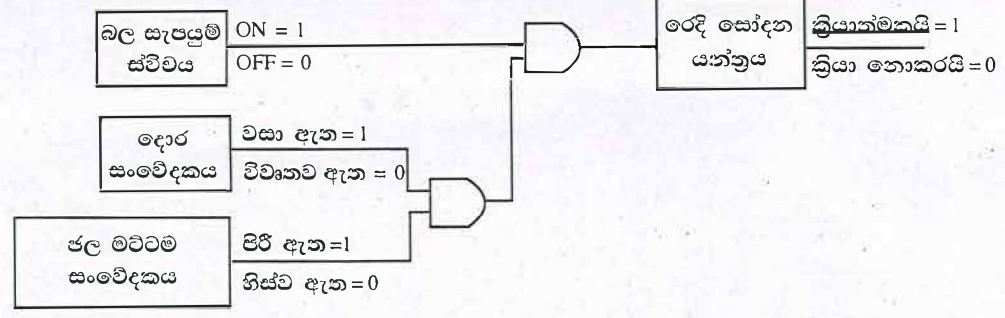 බල සැපයුම්
ස්විචය
ON = 1
OFF = 0
රෙදි සෝදන
යන්ත්‍රය
ක්‍රියාත්මකයි = 1
ක්‍රියා නොකරයි = 0
දොර
සංවේදකය
වසා ඇත = 1
විවෘතව ඇත = 0
ජල මට්ටම
සංවේදකය
පිරී ඇත =1
හිස්ව ඇත = 0